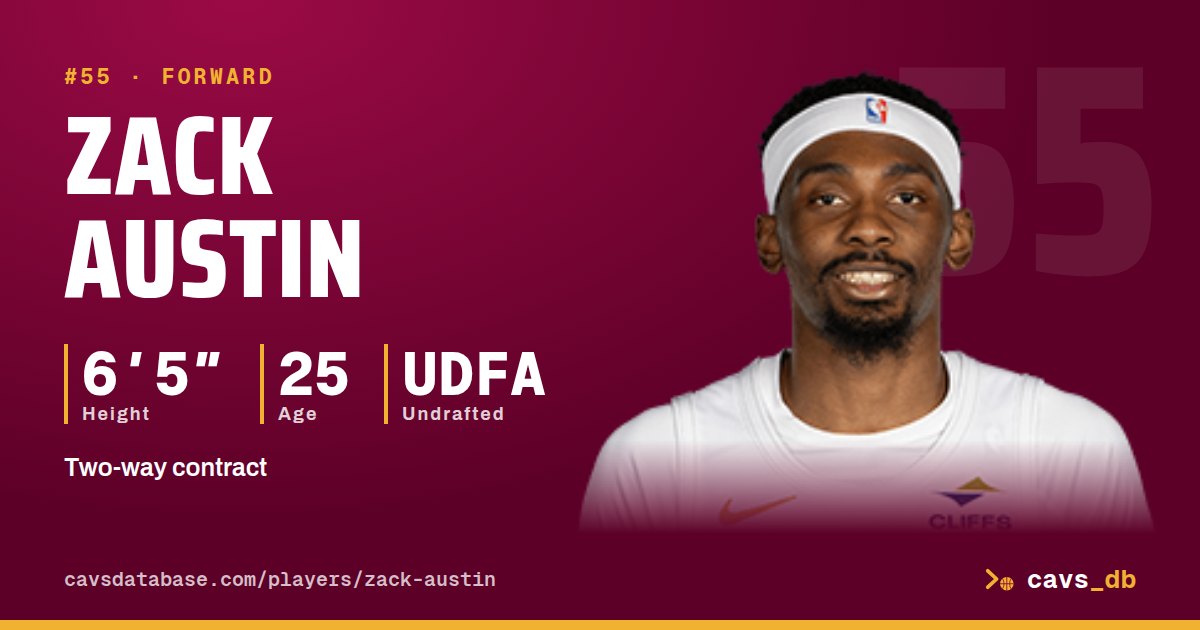 #55 · FORWARD
55
ZACK
AUSTIN
6'5" 25 UDFA
Height Age Undrafted
Two-way contract
CLIFFS
cavsdatabase.com/players/zack-austin
cavs_db